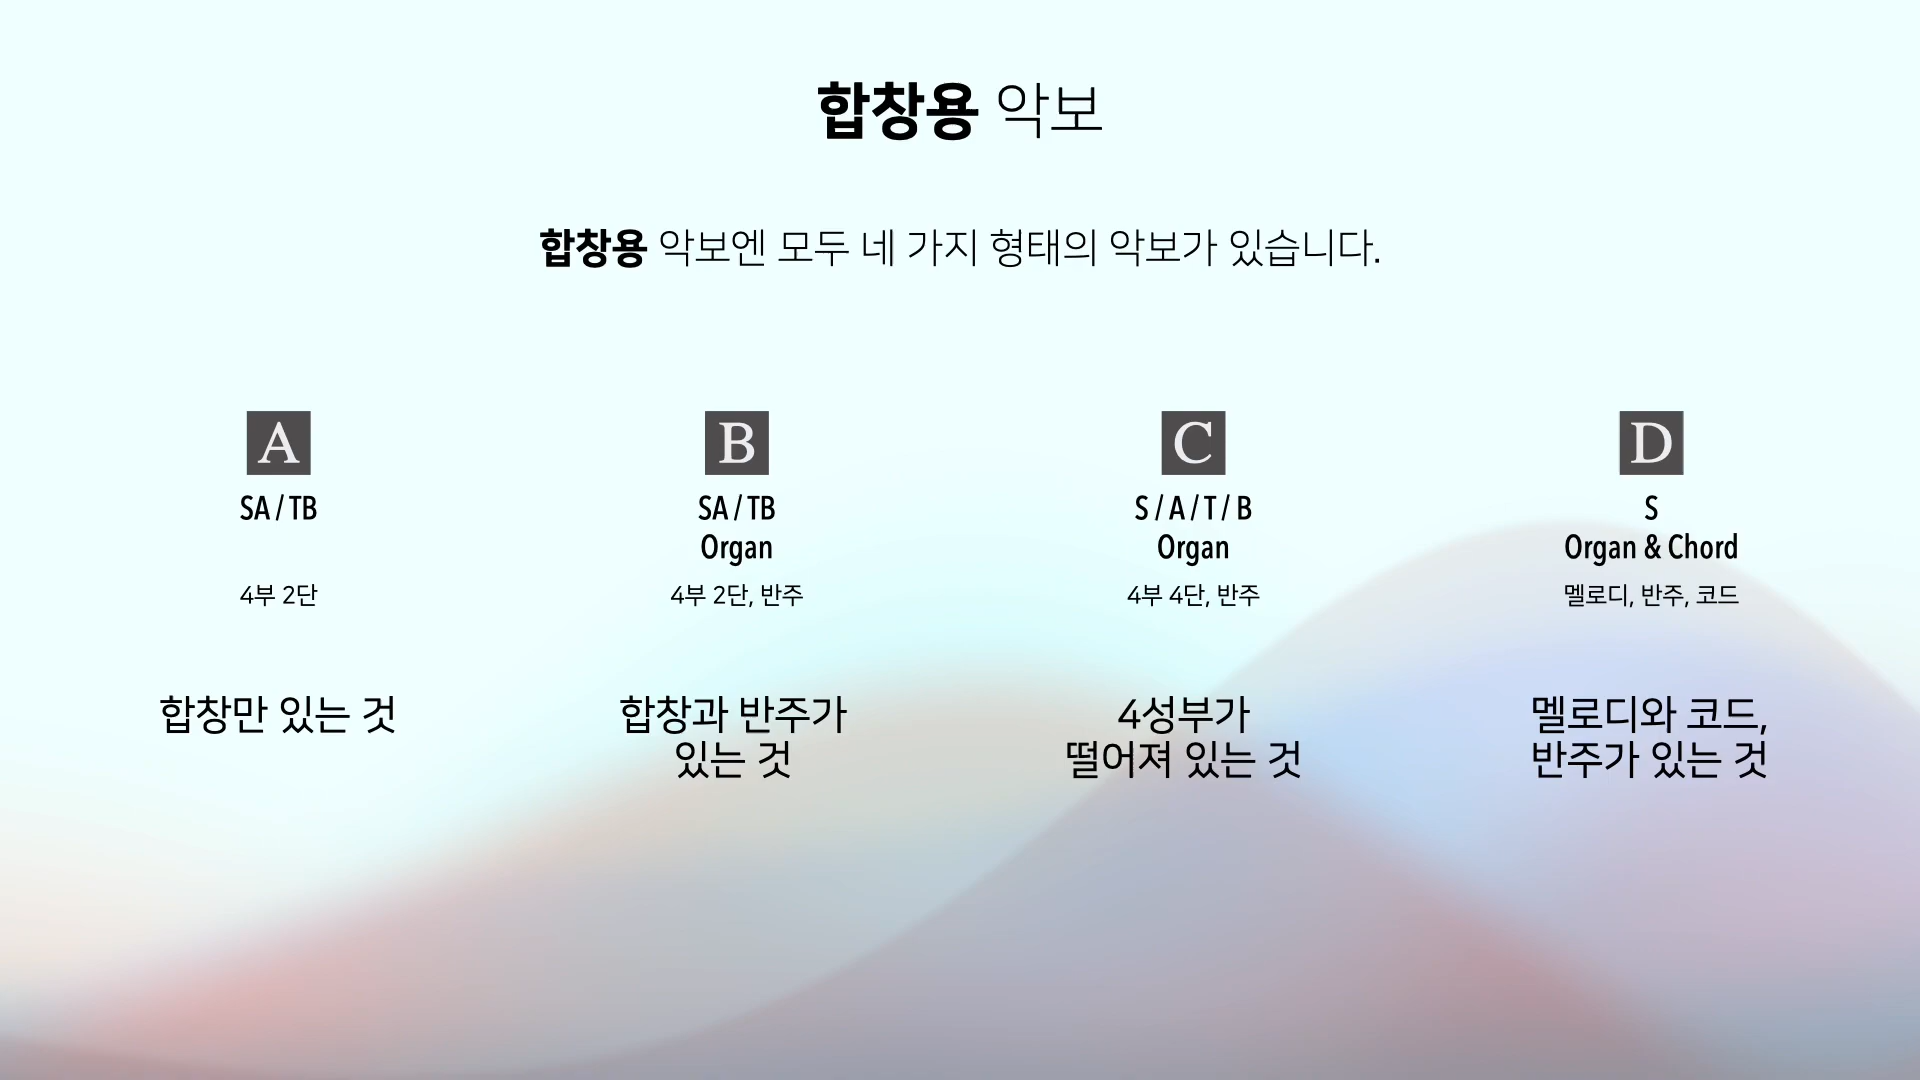 합창용 악보
합창용 악보엔 모두 네 가지 형태의 악보가 있습니다.
A
SA / TB
4부 2단
합창만 있는 것
B
SA / TB
Organ
4부 2단, 반주
합창과 반주가
있는 것
C
S / A / T / B
Organ
4부 4단, 반주
4성부가
떨어져 있는 것
D
S
Organ & Chord
멜로디, 반주, 코드
멜로디와 코드,
반주가 있는 것